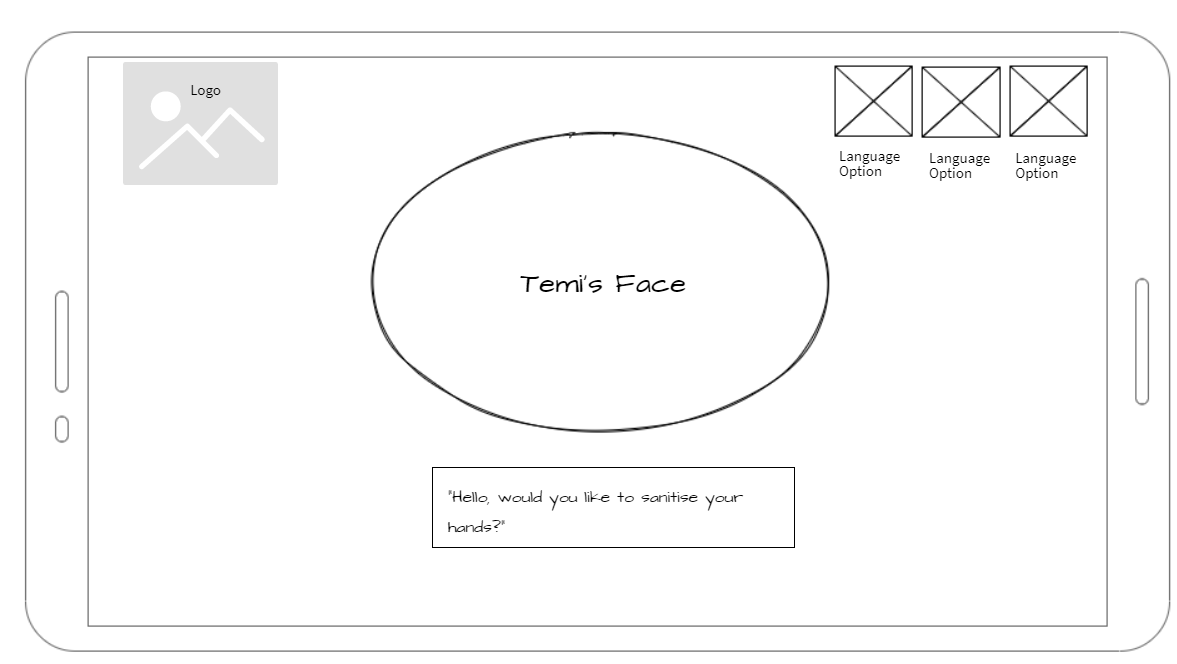 Logo
Language
Option
Language
Option
Language
Option
Temi's Face
"Hello, would you like to sanitise your
hands?"